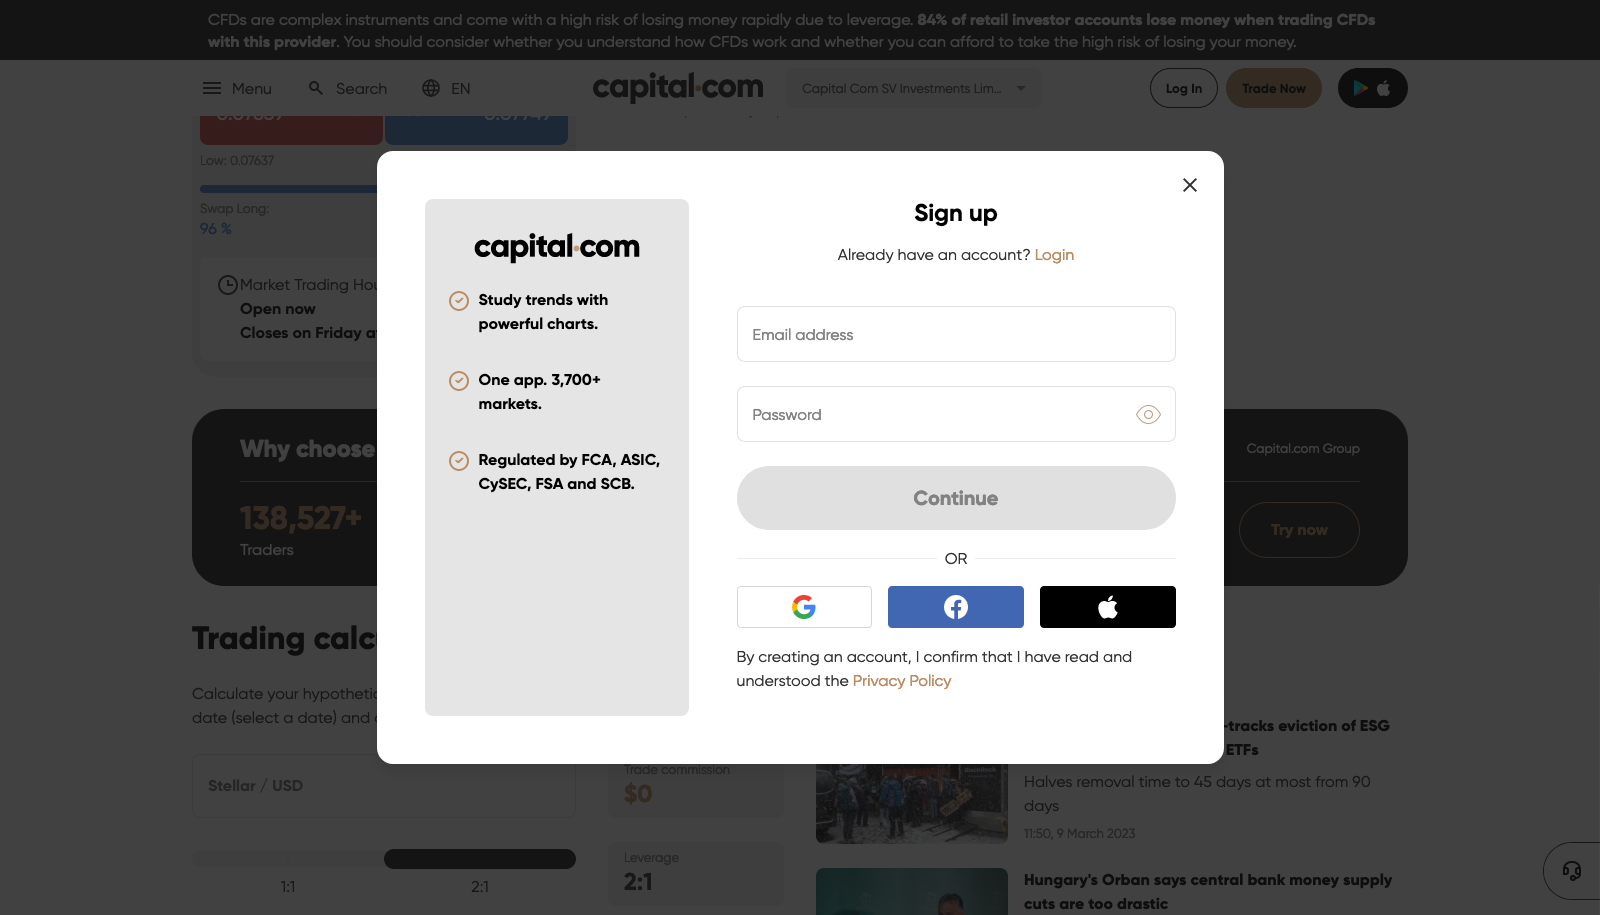 CFDs are complex instruments and come with a high risk of losing money rapidly due to leverage. 84% of retail investor accounts lose money when trading CFDs
with this provider. You should consider whether you understand how CFDs work and whether you can afford to take the high risk of losing your money.
Menu
Search
EN
capital.com
Capital Com SV Investments Lim...
Log In
Trade Now
Low: 0.07637
Swap Long:
96 %
Market Trading Hou
Open now
Closes on Friday at
Why choose
138,527+
Traders
Capital.com Group
Try now
capital.com
Study trends with
powerful charts.
One app. 3,700+
markets.
Regulated by FCA, ASIC,
CySEC, FSA and SCB.
Sign up
Already have an account? Login
Email address
Password
Continue
OR
By creating an account, I confirm that I have read and
understood the Privacy Policy
Trading calc
Calculate your hypothetic
date (select a date) and
Stellar / USD
1:1
2:1
Trade commission
$0
Leverage
2:1
-tracks eviction of ESG
ETFs
Halves removal time to 45 days at most from 90
days
11:50, 9 March 2023
Hungary's Orban says central bank money supply
cuts are too drastic